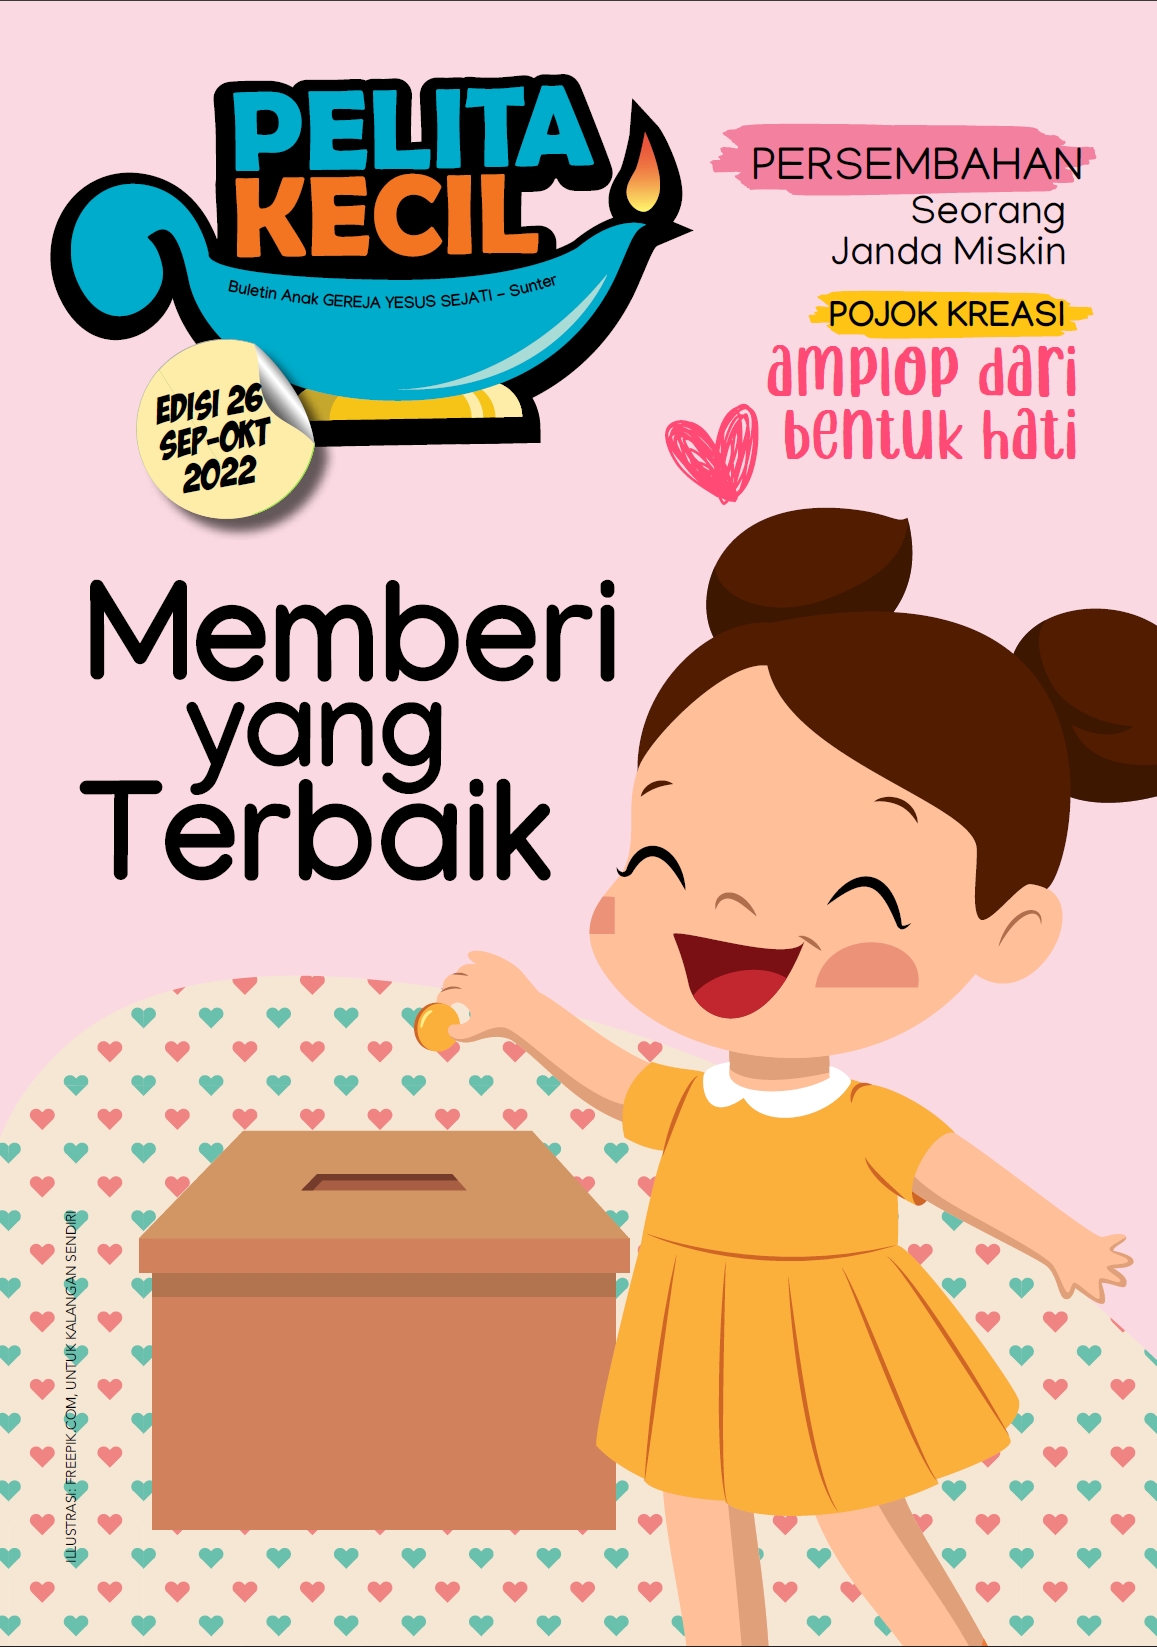 PELITA
KECIL
Buletin Anak GEREJA YESUS SEJATI - Sunter
EDISI 26
SEP-OKT
2022
PERSEMBAHAN
Seorang
Janda Miskin
POJOK KREASI
amplop dari
bentuk hati
Memberi
yang
Terbaik
ILLUSTRASI: FREEPIK.COM, UNTUK KALANGAN SENDIRI